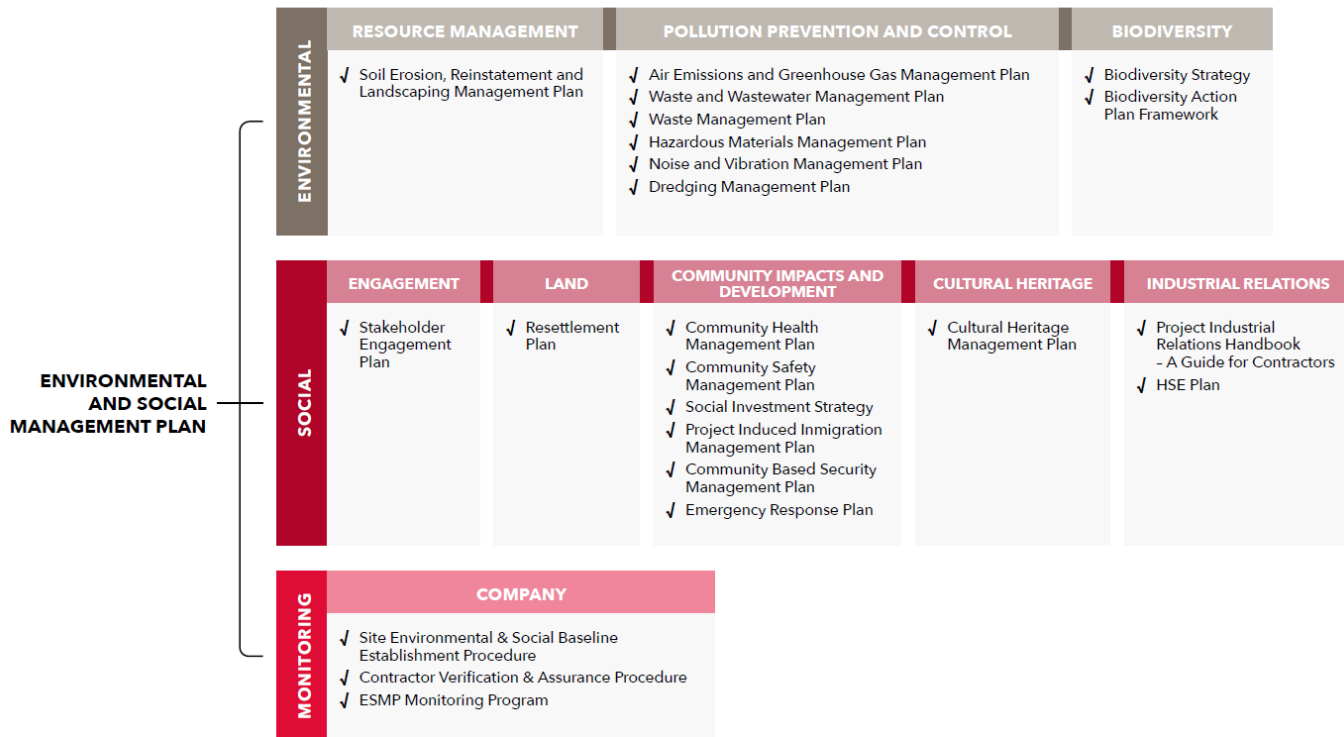 ENVIRONMENTAL
AND SOCIAL
MANAGEMENT PLAN
ENVIRONMENTAL
RESOURCE MANAGEMENT
√ Soil Erosion, Reinstatement and
Landscaping Management Plan
POLLUTION PREVENTION AND CONTROL
√ Air Emissions and Greenhouse Gas Management Plan
√ Waste and Wastewater Management Plan
√ Waste Management Plan
√ Hazardous Materials Management Plan
√ Noise and Vibration Management Plan
√ Dredging Management Plan
BIODIVERSITY
√ Biodiversity Strategy
√ Biodiversity Action
Plan Framework
SOCIAL
ENGAGEMENT
√ Stakeholder
Engagement
Plan
LAND
√ Resettlement
Plan
COMMUNITY IMPACTS AND
DEVELOPMENT
√ Community Health
Management Plan
√ Community Safety
Management Plan
√ Social Investment Strategy
√ Project Induced Inmigration
Management Plan
√ Community Based Security
Management Plan
√ Emergency Response Plan
CULTURAL HERITAGE
√ Cultural Heritage
Management Plan
INDUSTRIAL RELATIONS
√ Project Industrial
Relations Handbook
– A Guide for Contractors
√ HSE Plan
MONITORING
COMPANY
√ Site Environmental & Social Baseline
Establishment Procedure
√ Contractor Verification & Assurance Procedure
√ ESMP Monitoring Program